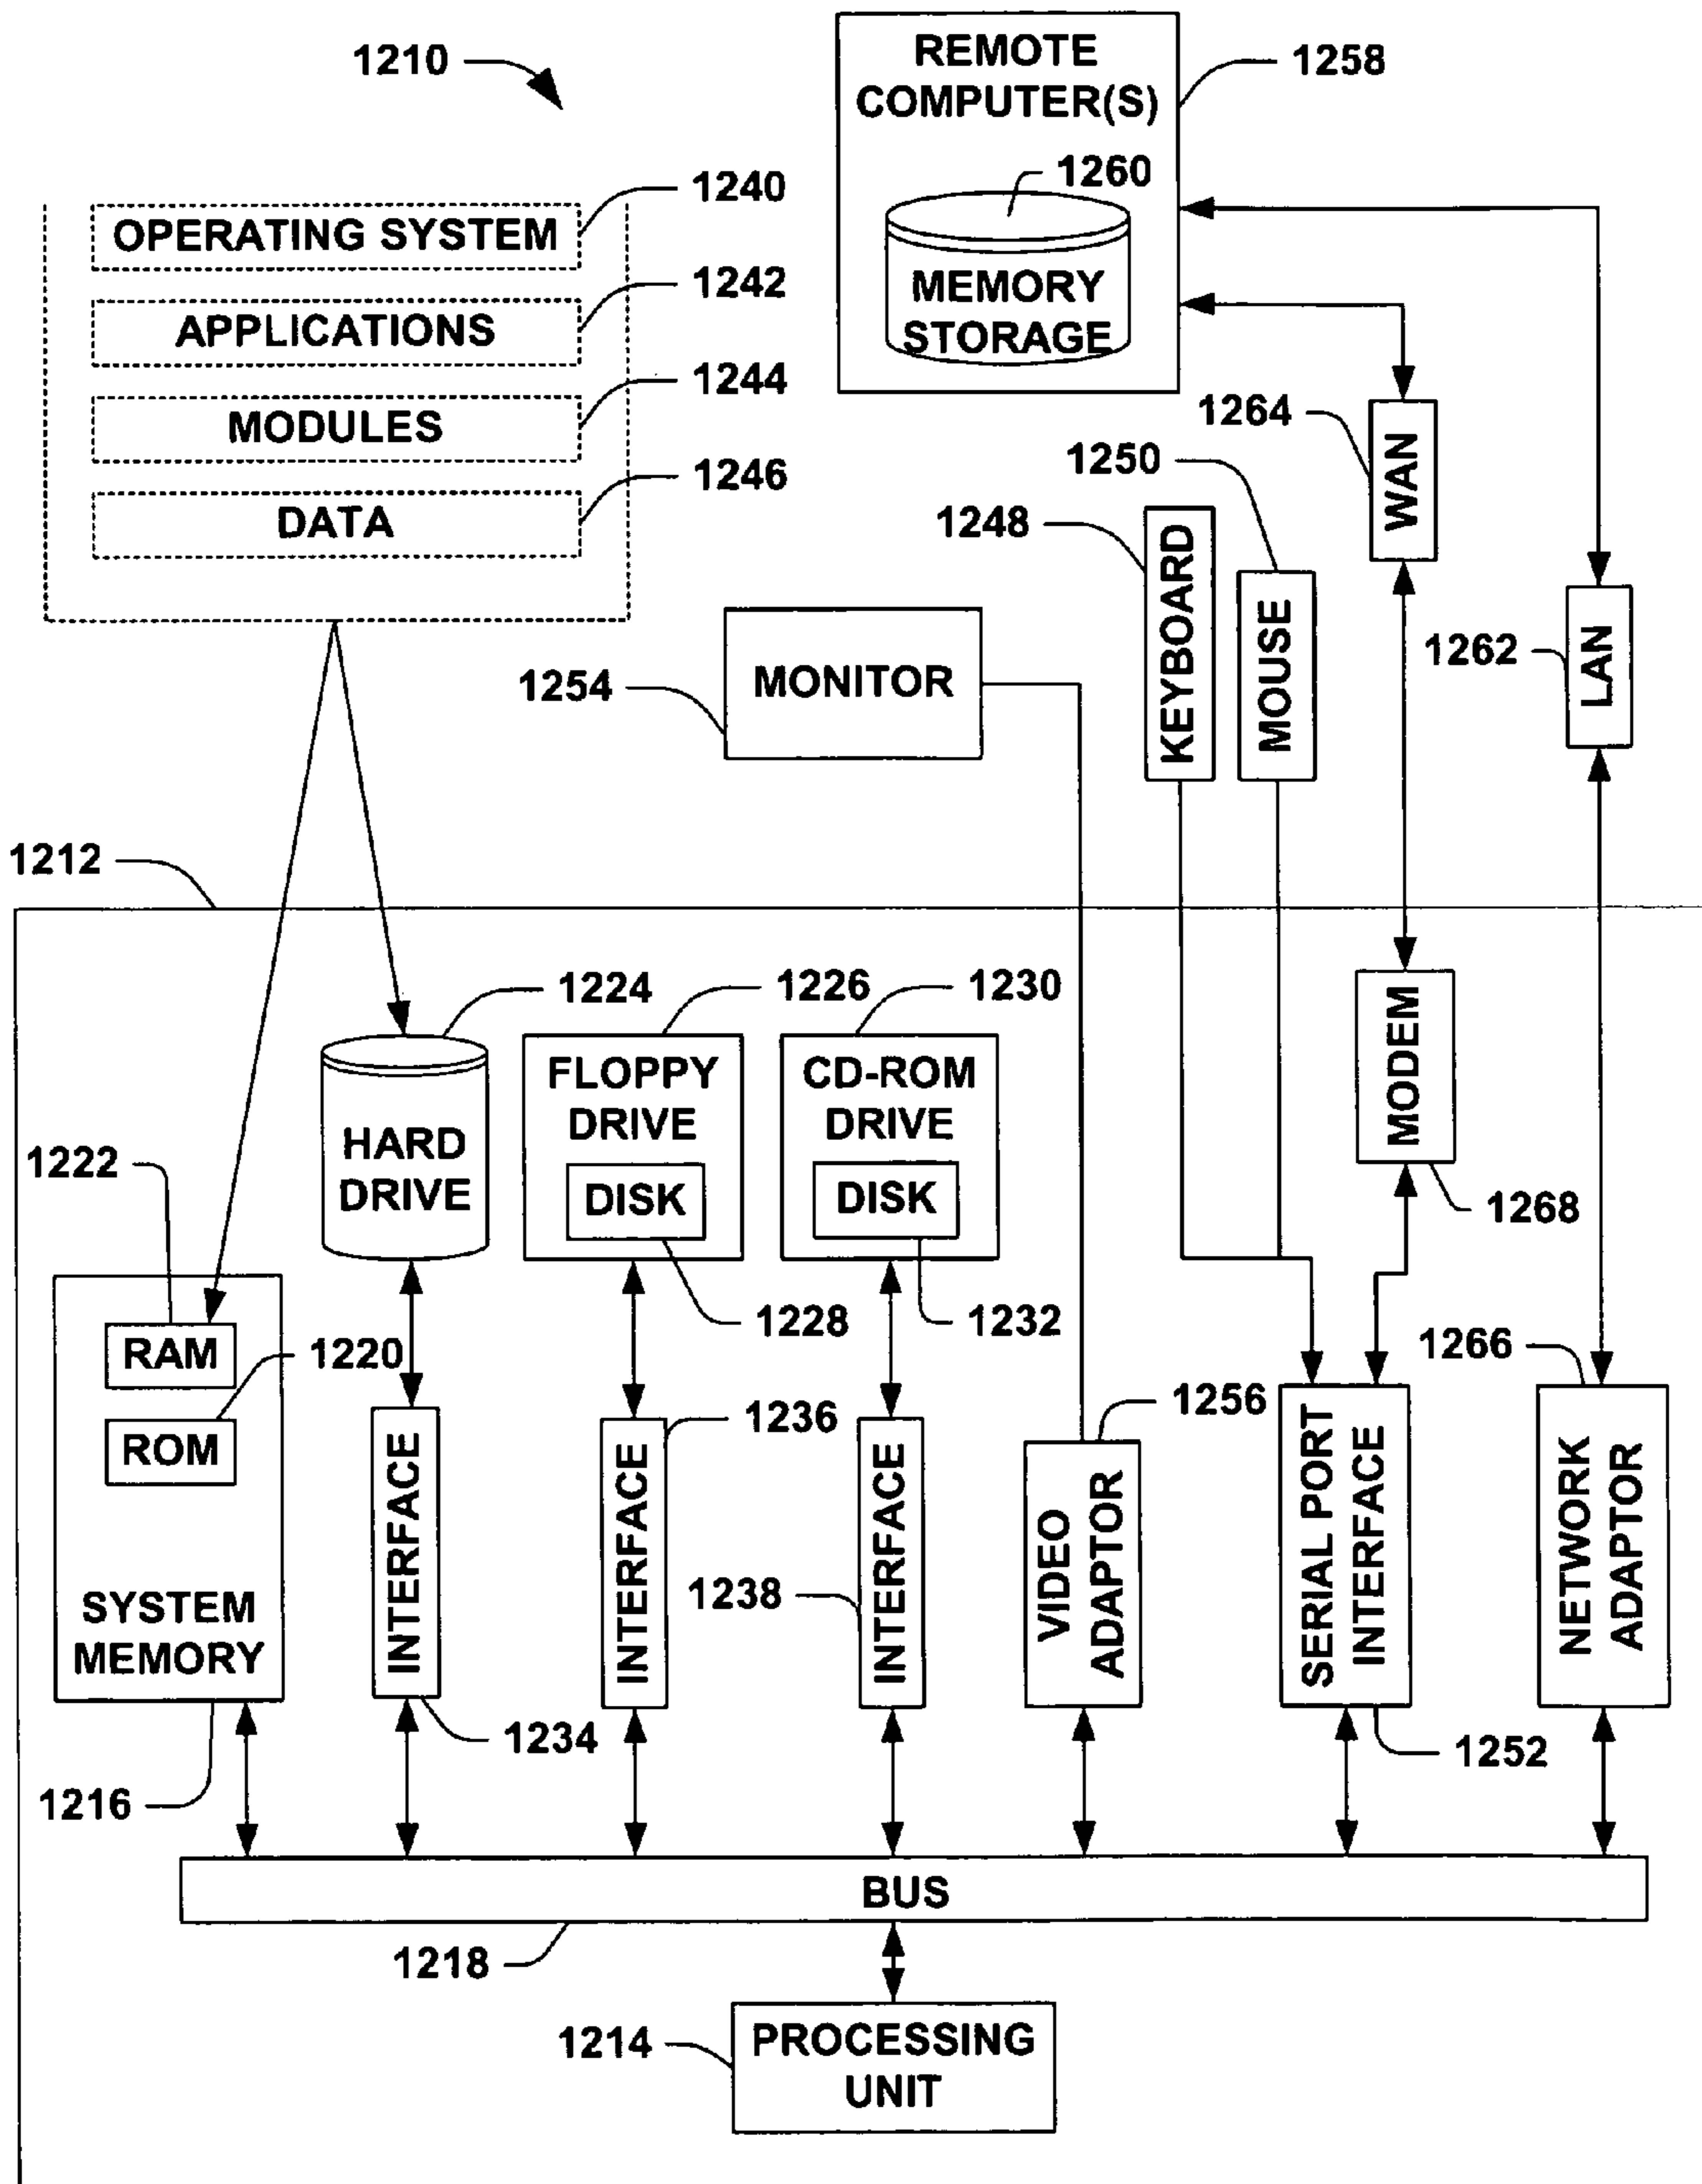 1210
REMOTE
COMPUTER(S)
1258
1260
MEMORY
STORAGE
1240
OPERATING SYSTEM
1242
APPLICATIONS
1244
MODULES
1246
DATA
1264
WAN
1250
1248
KEYBOARD
MOUSE
1262
LAN
MONITOR
1254
1212
1224
HARD
DRIVE
1226
FLOPPY
DRIVE
DISK
1228
1230
CD-ROM
DRIVE
DISK
1232
MODEM
1268
1222
RAM
1220
ROM
SYSTEM
MEMORY
1216
INTERFACE
1234
1236
INTERFACE
1238
INTERFACE
1256
VIDEO
ADAPTOR
SERIAL PORT
INTERFACE
1252
1266
NETWORK
ADAPTOR
BUS
1218
1214
PROCESSING
UNIT